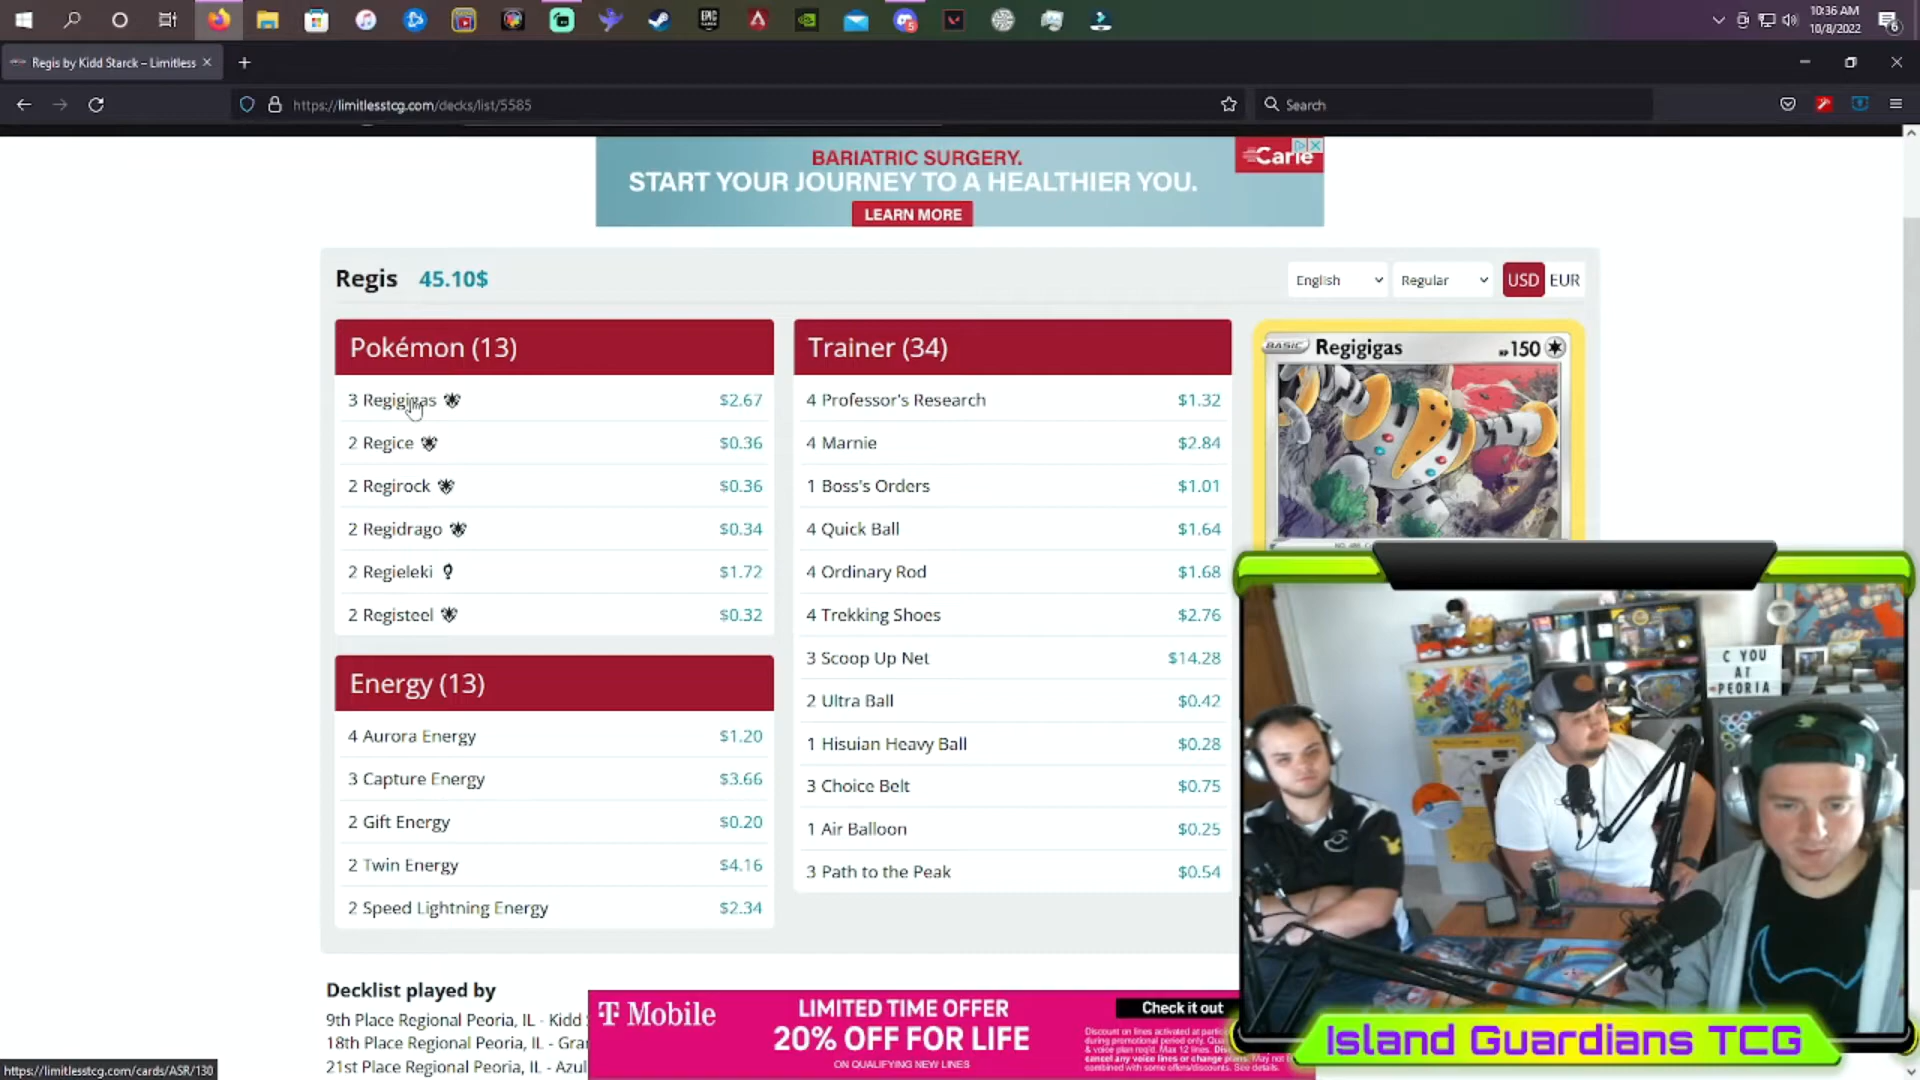 10:36 AM
10/8/2022
6
Regis by Kidd Starck – Limitless
https://limitlesstcg.com/decks/list/5585
Search
BARIATRIC SURGERY.
START YOUR JOURNEY TO A HEALTHIER YOU.
LEARN MORE
Carle
Regis 45.10$
English
Regular
USD EUR
Pokémon (13)
3 Regigigas $2.67
2 Regice $0.36
2 Regirock $0.36
2 Regidrago $0.34
2 Regieleki $1.72
2 Registeel $0.32
Energy (13)
4 Aurora Energy $1.20
3 Capture Energy $3.66
2 Gift Energy $0.20
2 Twin Energy $4.16
2 Speed Lightning Energy $2.34
Trainer (34)
4 Professor's Research $1.32
4 Marnie $2.84
1 Boss's Orders $1.01
4 Quick Ball $1.64
4 Ordinary Rod $1.68
4 Trekking Shoes $2.76
3 Scoop Up Net $14.28
2 Ultra Ball $0.42
1 Hisuian Heavy Ball $0.28
3 Choice Belt $0.75
1 Air Balloon $0.25
3 Path to the Peak $0.54
BASIC Regigigas HP 150
C YOU
AT
PEORIA
Decklist played by
9th Place Regional Peoria, IL - Kidd
18th Place Regional Peoria, IL - Gra
21st Place Regional Peoria, IL - Azul
T Mobile
LIMITED TIME OFFER
20% OFF FOR LIFE
ON QUALIFYING NEW LINES
Check it out
Island Guardians TCG
https://limitlesstcg.com/cards/ASR/130